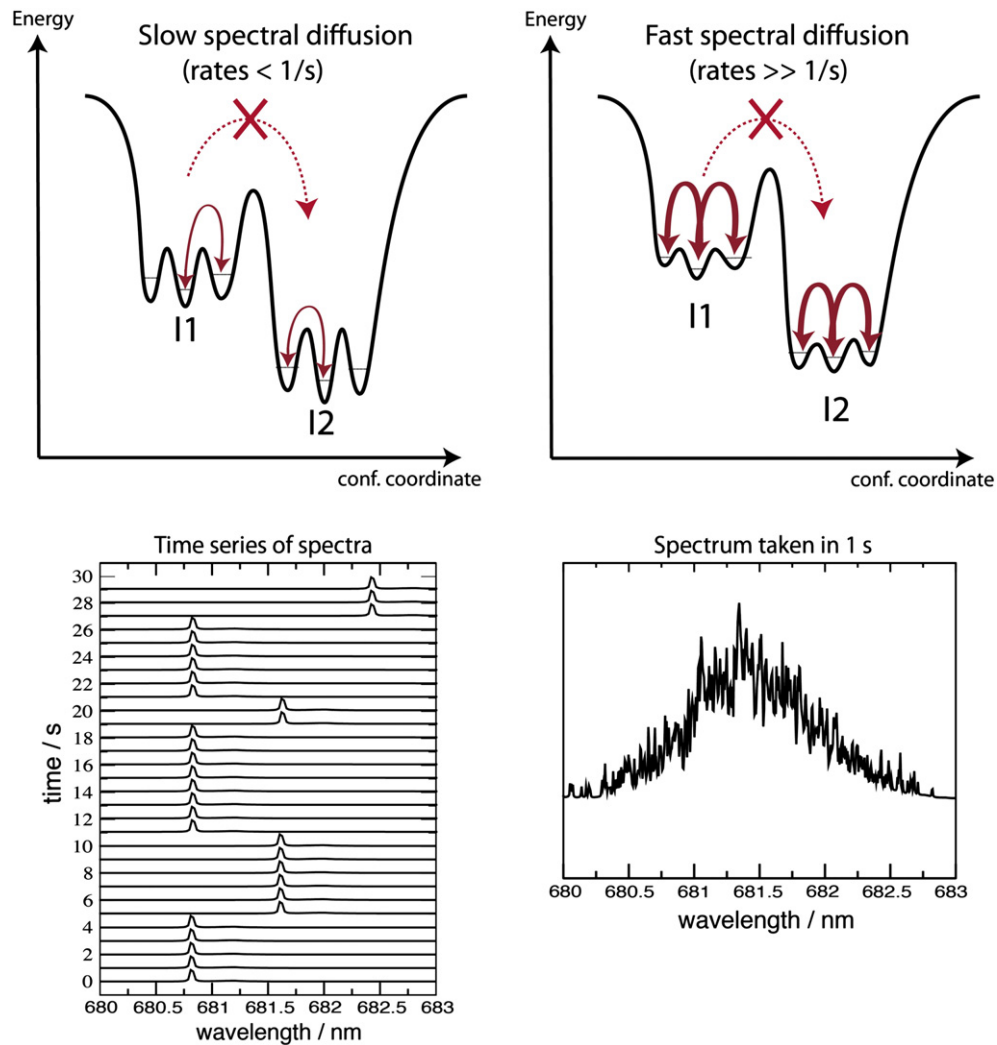 Energy
Slow spectral diffusion
(rates < 1/s)
I1
I2
conf. coordinate
Energy
Fast spectral diffusion
(rates >> 1/s)
I1
I2
conf. coordinate
Time series of spectra
30
28
26
24
22
20
18
16
14
12
10
8
6
4
2
0
time / s
680 680.5 681 681.5 682 682.5 683
wavelength / nm
Spectrum taken in 1 s
680 680.5 681 681.5 682 682.5 683
wavelength / nm